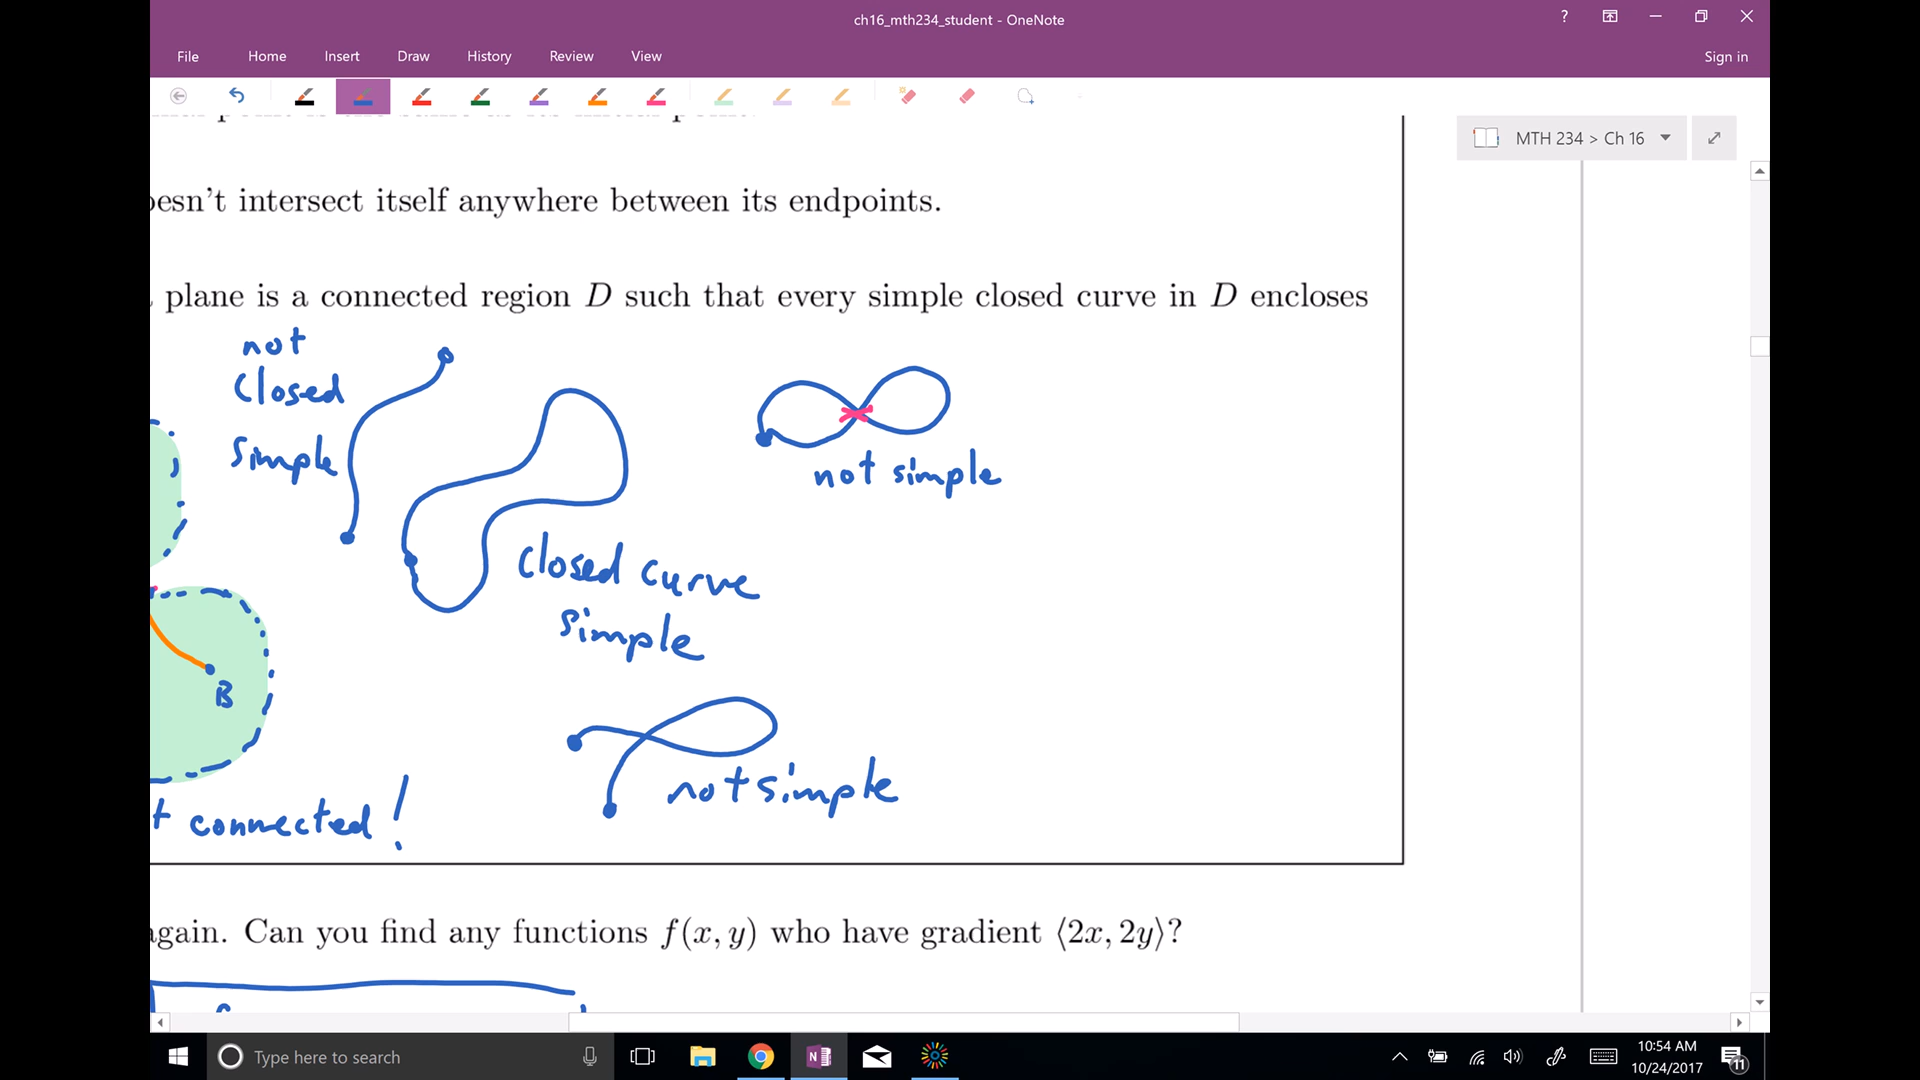 ch16_mth234_student - OneNote
?
File Home Insert Draw History Review View
Sign in
MTH 234 > Ch 16
esn't intersect itself anywhere between its endpoints.
plane is a connected region D such that every simple closed curve in D encloses
not
closed
simple
not simple
closed curve
simple
B
not simple
t connected!
again. Can you find any functions f(x, y) who have gradient ⟨2x, 2y⟩?
Type here to search
10:54 AM
10/24/2017
11